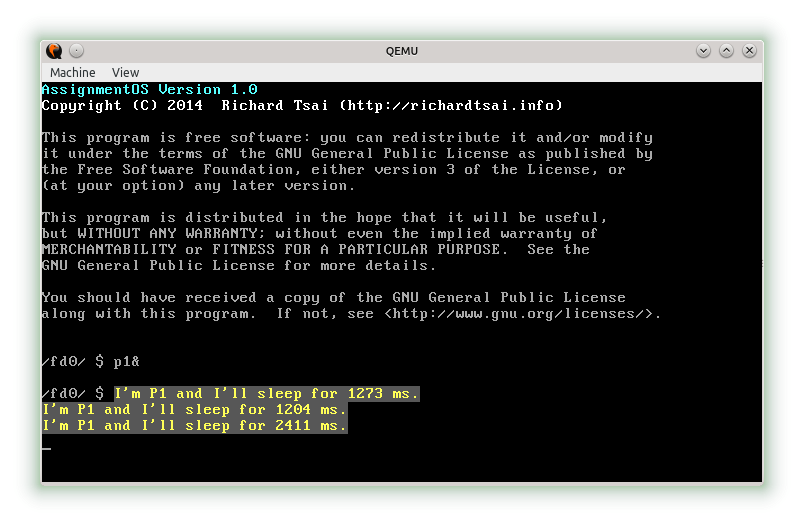 QEMU
Machine View
AssignmentOS Version 1.0
Copyright (C) 2014  Richard Tsai (http://richardtsai.info)
This program is free software: you can redistribute it and/or modify
it under the terms of the GNU General Public License as published by
the Free Software Foundation, either version 3 of the License, or
(at your option) any later version.
This program is distributed in the hope that it will be useful,
but WITHOUT ANY WARRANTY; without even the implied warranty of
MERCHANTABILITY or FITNESS FOR A PARTICULAR PURPOSE.  See the
GNU General Public License for more details.
You should have received a copy of the GNU General Public License
along with this program.  If not, see <http://www.gnu.org/licenses/>.
/fd0/ $ p1&
/fd0/ $ I'm P1 and I'll sleep for 1273 ms.
I'm P1 and I'll sleep for 1204 ms.
I'm P1 and I'll sleep for 2411 ms.
_